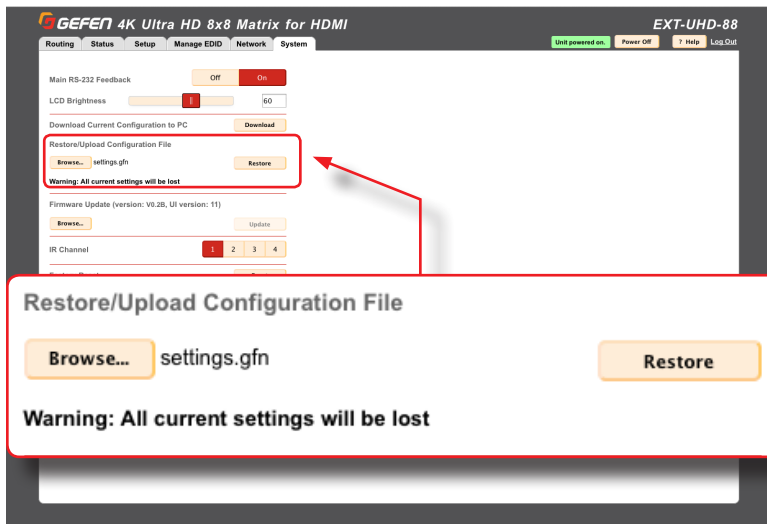 GEFEN 4K Ultra HD 8x8 Matrix for HDMI EXT-UHD-88
Routing Status Setup Manage EDID Network System Unit powered on. Power Off ? Help Log Out
Main RS-232 Feedback Off On
LCD Brightness 60
Download Current Configuration to PC Download
Restore/Upload Configuration File
Browse... settings.gfn Restore
Warning: All current settings will be lost
Firmware Update (version: V0.2B, UI version: 11)
Browse... Update
IR Channel 1 2 3 4
Restore/Upload Configuration File
Browse... settings.gfn Restore
Warning: All current settings will be lost